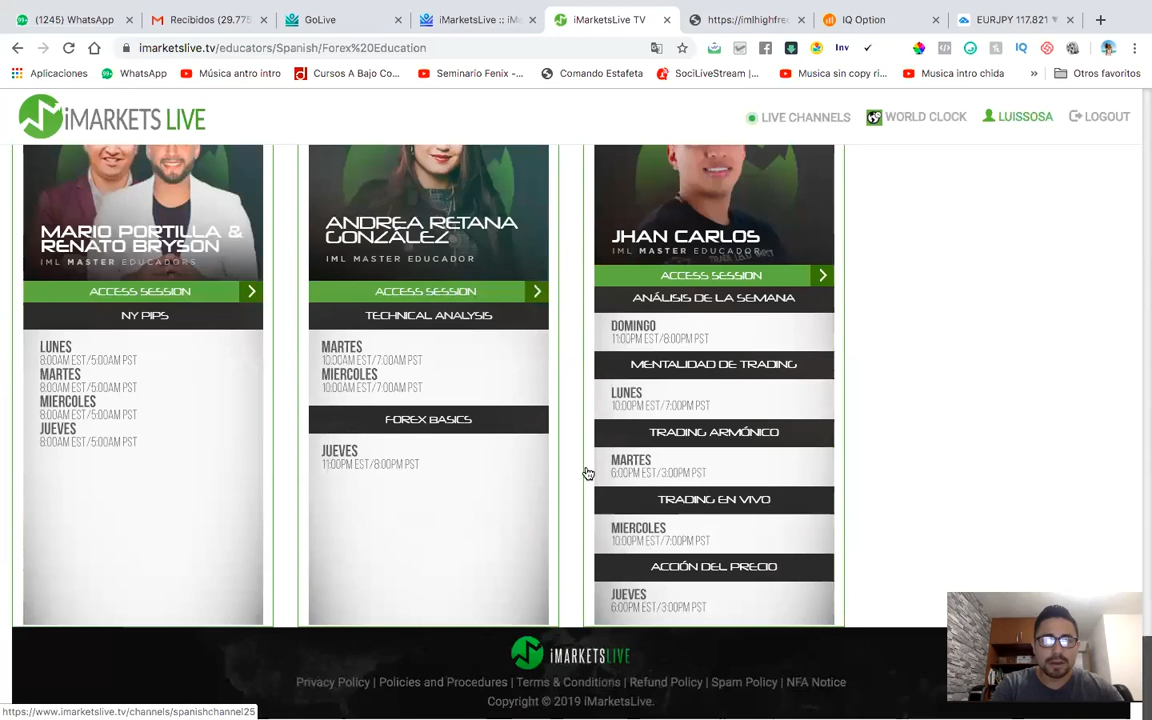 (1245) WhatsApp
Recibidos (29.775
GoLive
iMarketsLive :: iMa
iMarketsLive TV
https://imlhighfre
IQ Option
EURJPY 117.821
imarketslive.tv/educators/Spanish/Forex%20Education
Inv
IQ
Aplicaciones
WhatsApp
Música antro intro
Cursos A Bajo Co...
Seminario Fenix -...
Comando Estafeta
SociLiveStream |...
Musica sin copy ri...
Musica intro chida
»
Otros favoritos
iMARKETS LIVE
LIVE CHANNELS
WORLD CLOCK
LUISSOSA
LOGOUT
MARIO PORTILLA &
RENATO BRYSON
IML MASTER EDUCADORS
ACCESS SESSION
NY PIPS
LUNES
8:00AM EST/5:00AM PST
MARTES
8:00AM EST/5:00AM PST
MIERCOLES
8:00AM EST/5:00AM PST
JUEVES
8:00AM EST/5:00AM PST
ANDREA RETANA
GONZÁLEZ
IML MASTER EDUCADOR
ACCESS SESSION
TECHNICAL ANALYSIS
MARTES
10:00AM EST/7:00AM PST
MIERCOLES
10:00AM EST/7:00AM PST
FOREX BASICS
JUEVES
11:00PM EST/8:00PM PST
JHAN CARLOS
IML MASTER EDUCADOR
ACCESS SESSION
ANÁLISIS DE LA SEMANA
DOMINGO
11:00PM EST/8:00PM PST
MENTALIDAD DE TRADING
LUNES
10:00PM EST/7:00PM PST
TRADING ARMÓNICO
MARTES
6:00PM EST/3:00PM PST
TRADING EN VIVO
MIERCOLES
10:00PM EST/7:00PM PST
ACCIÓN DEL PRECIO
JUEVES
6:00PM EST/3:00PM PST
iMARKETSLIVE
Privacy Policy | Policies and Procedures | Terms & Conditions | Refund Policy | Spam Policy | NFA Notice
Copyright © 2019 iMarketsLive.
https://www.imarketslive.tv/channels/spanishchannel25